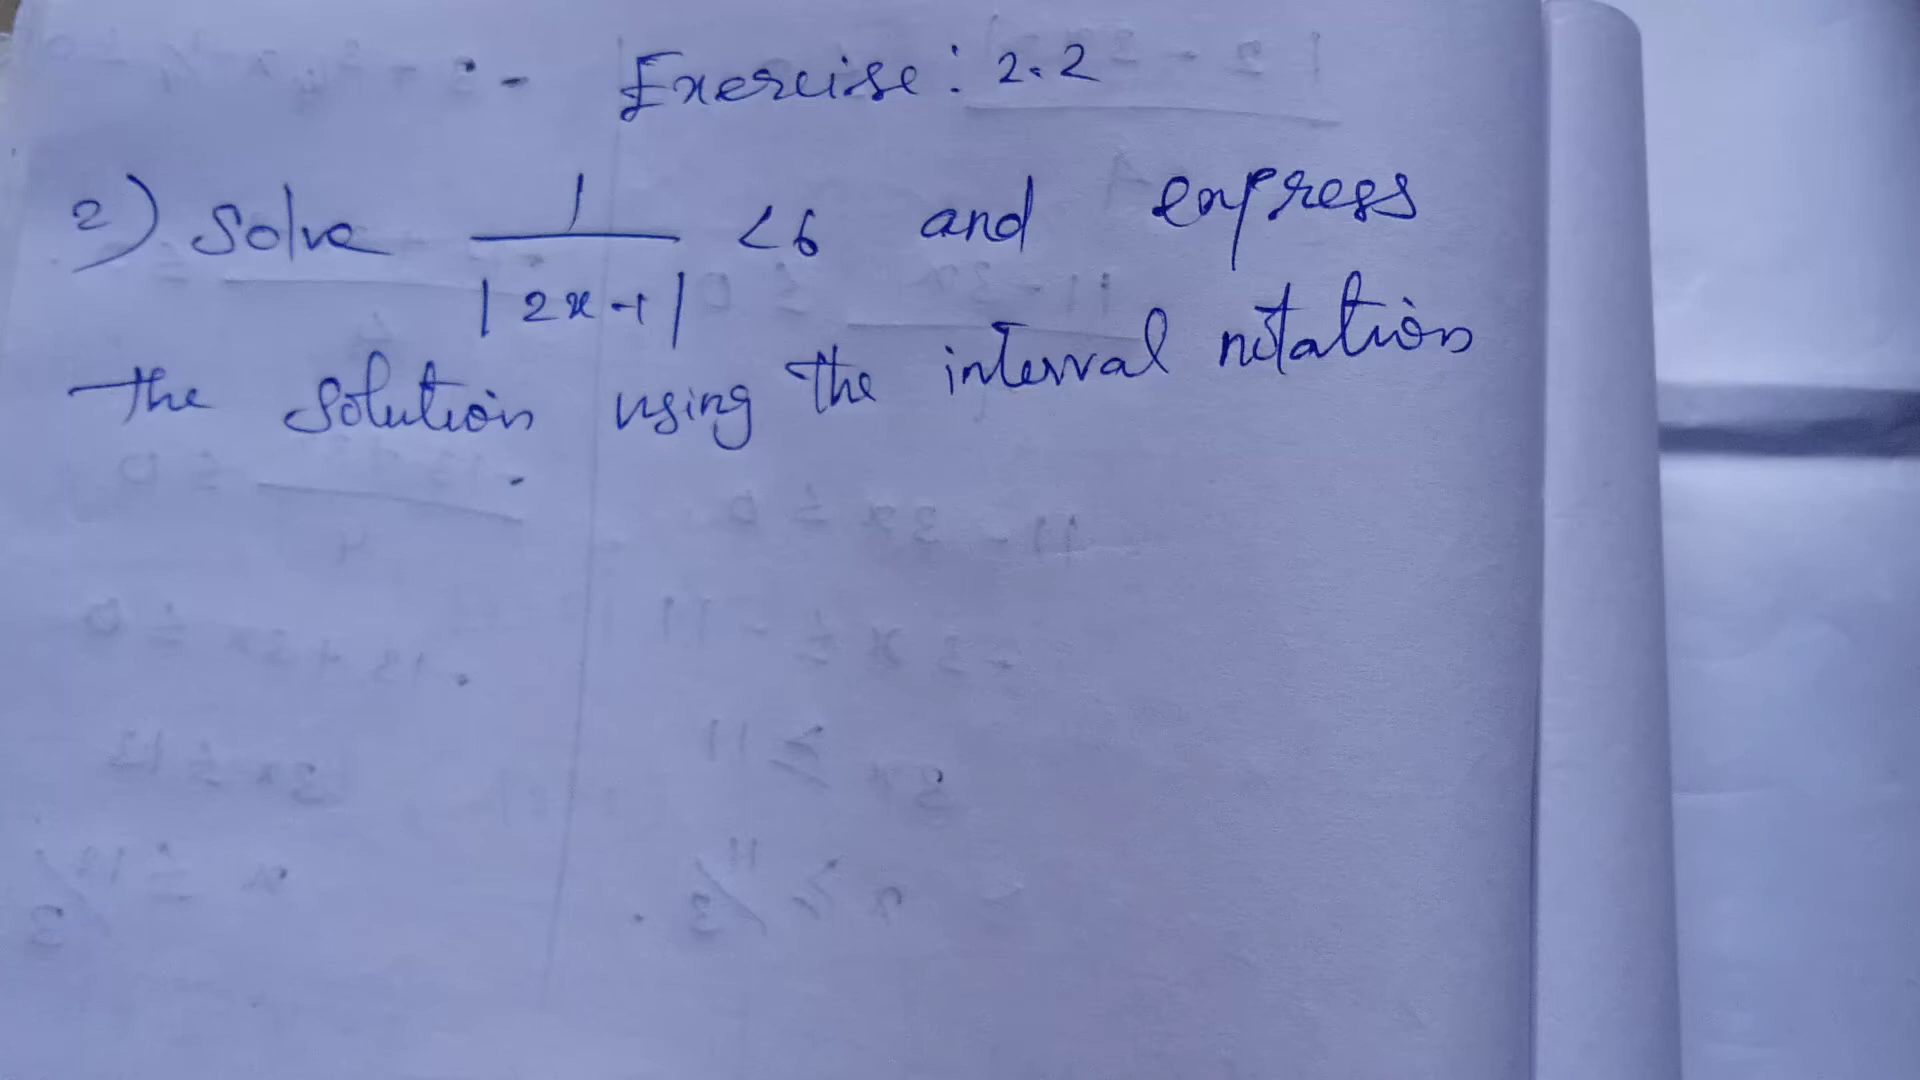 Exercise: 2.2
2) Solve 1/|2x-1| <6 and express
the solution using the interval notation